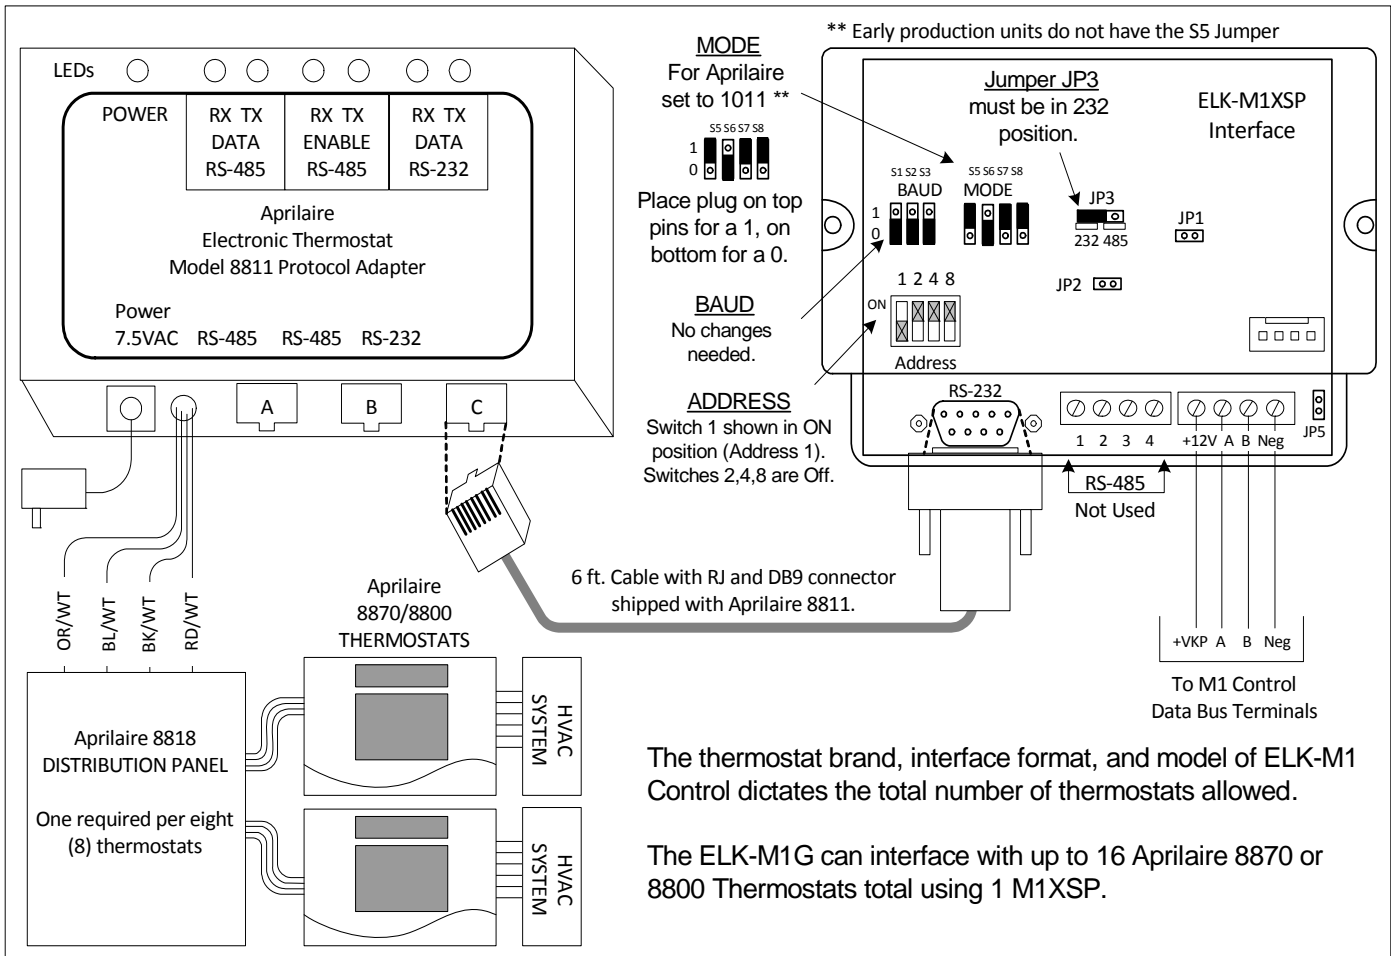 ** Early production units do not have the S5 Jumper
LEDs
POWER
RX TX
DATA
RS-485
RX TX
ENABLE
RS-485
RX TX
DATA
RS-232
Aprilaire
Electronic Thermostat
Model 8811 Protocol Adapter
Power
7.5VAC RS-485 RS-485 RS-232
A
B
C
MODE
For Aprilaire
set to 1011 **
S5 S6 S7 S8
1
0
Place plug on top
pins for a 1, on
bottom for a 0.
BAUD
No changes
needed.
ADDRESS
Switch 1 shown in ON
position (Address 1).
Switches 2,4,8 are Off.
Jumper JP3
must be in 232
position.
ELK-M1XSP
Interface
S1 S2 S3
BAUD
1
0
S5 S6 S7 S8
MODE
JP3
232 485
JP1
JP2
1 2 4 8
ON
Address
RS-232
1 2 3 4
+12V A B Neg
JP5
RS-485
Not Used
+VKP A B Neg
To M1 Control
Data Bus Terminals
6 ft. Cable with RJ and DB9 connector
shipped with Aprilaire 8811.
OR/WT
BL/WT
BK/WT
RD/WT
Aprilaire
8870/8800
THERMOSTATS
HVAC
SYSTEM
HVAC
SYSTEM
Aprilaire 8818
DISTRIBUTION PANEL
One required per eight
(8) thermostats
The thermostat brand, interface format, and model of ELK-M1
Control dictates the total number of thermostats allowed.
The ELK-M1G can interface with up to 16 Aprilaire 8870 or
8800 Thermostats total using 1 M1XSP.